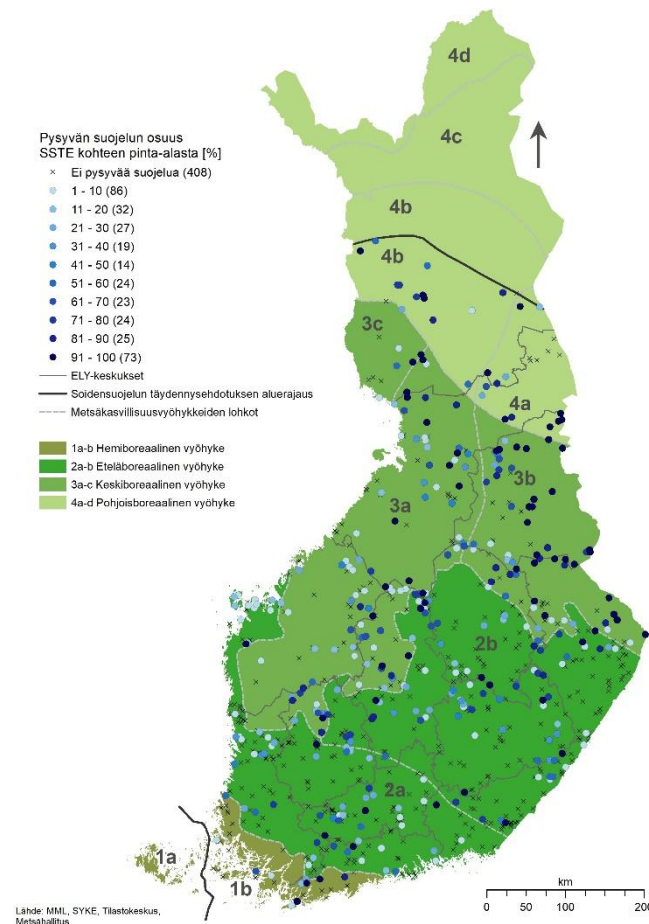 Pysyvän suojelun osuus
SSTE kohteen pinta-alasta [%]
Ei pysyvää suojelua (408)
1 - 10 (86)
11 - 20 (32)
21 - 30 (27)
31 - 40 (19)
41 - 50 (14)
51 - 60 (24)
61 - 70 (23)
71 - 80 (24)
81 - 90 (25)
91 - 100 (73)
ELY-keskukset
Soidensuojelun täydennysehdotuksen aluerajaus
Metsäkasvillisuusvyöhykkeiden lohkot
1a-b Hemiboreaalinen vyöhyke
2a-b Eteläboreaalinen vyöhyke
3a-c Keskiboreaalinen vyöhyke
4a-d Pohjoisboreaalinen vyöhyke
4d
4c
4b
4b
3c
4a
3b
3a
2b
2a
1a
1b
km
0 50 100 150 200
Lähde: MML, SYKE, Tilastokeskus,
Metsähallitus